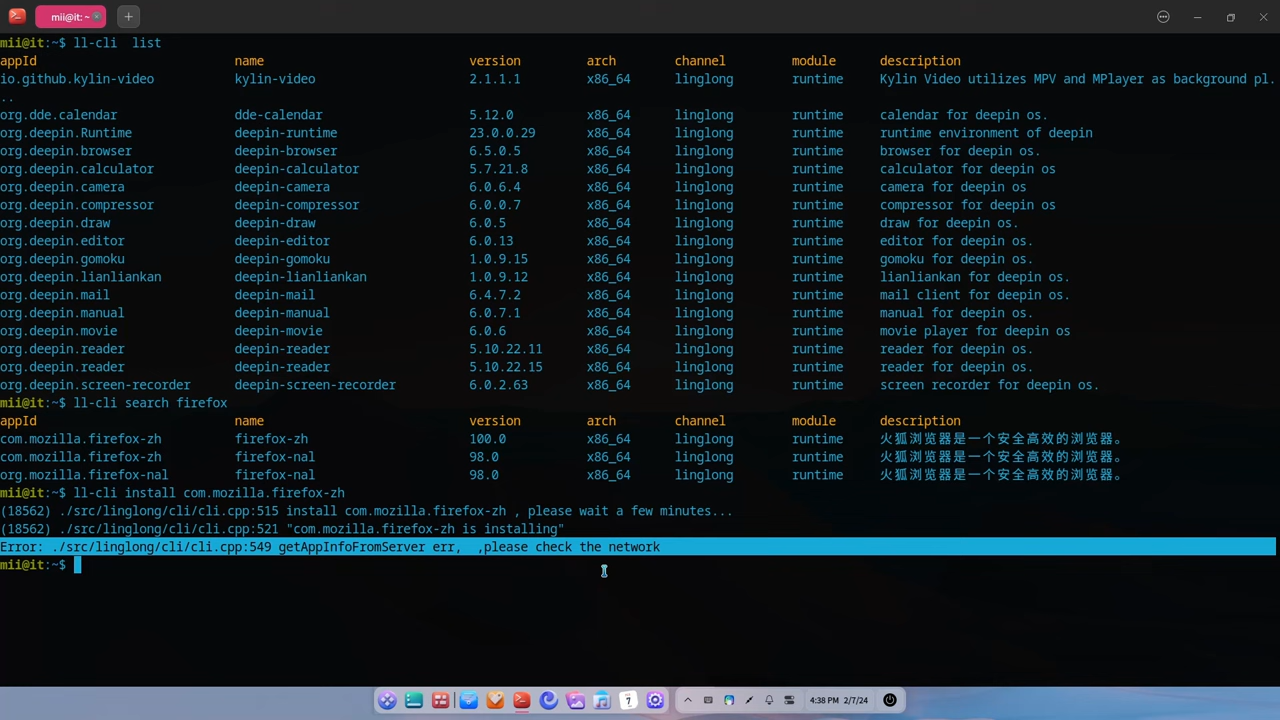 mii@it: ~
mii@it:~$ ll-cli  list
appId name version arch channel module description
io.github.kylin-video kylin-video 2.1.1.1 x86_64 linglong runtime Kylin Video utilizes MPV and MPlayer as background pl.
..
org.dde.calendar dde-calendar 5.12.0 x86_64 linglong runtime calendar for deepin os.
org.deepin.Runtime deepin-runtime 23.0.0.29 x86_64 linglong runtime runtime environment of deepin
org.deepin.browser deepin-browser 6.5.0.5 x86_64 linglong runtime browser for deepin os.
org.deepin.calculator deepin-calculator 5.7.21.8 x86_64 linglong runtime calculator for deepin os
org.deepin.camera deepin-camera 6.0.6.4 x86_64 linglong runtime camera for deepin os
org.deepin.compressor deepin-compressor 6.0.0.7 x86_64 linglong runtime compressor for deepin os
org.deepin.draw deepin-draw 6.0.5 x86_64 linglong runtime draw for deepin os.
org.deepin.editor deepin-editor 6.0.13 x86_64 linglong runtime editor for deepin os.
org.deepin.gomoku deepin-gomoku 1.0.9.15 x86_64 linglong runtime gomoku for deepin os.
org.deepin.lianliankan deepin-lianliankan 1.0.9.12 x86_64 linglong runtime lianliankan for deepin os.
org.deepin.mail deepin-mail 6.4.7.2 x86_64 linglong runtime mail client for deepin os.
org.deepin.manual deepin-manual 6.0.7.1 x86_64 linglong runtime manual for deepin os.
org.deepin.movie deepin-movie 6.0.6 x86_64 linglong runtime movie player for deepin os
org.deepin.reader deepin-reader 5.10.22.11 x86_64 linglong runtime reader for deepin os.
org.deepin.reader deepin-reader 5.10.22.15 x86_64 linglong runtime reader for deepin os.
org.deepin.screen-recorder deepin-screen-recorder 6.0.2.63 x86_64 linglong runtime screen recorder for deepin os.
mii@it:~$ ll-cli search firefox
appId name version arch channel module description
com.mozilla.firefox-zh firefox-zh 100.0 x86_64 linglong runtime 火狐浏览器是一个安全高效的浏览器。
com.mozilla.firefox-zh firefox-nal 98.0 x86_64 linglong runtime 火狐浏览器是一个安全高效的浏览器。
org.mozilla.firefox-nal firefox-nal 98.0 x86_64 linglong runtime 火狐浏览器是一个安全高效的浏览器。
mii@it:~$ ll-cli install com.mozilla.firefox-zh
(18562) ./src/linglong/cli/cli.cpp:515 install com.mozilla.firefox-zh , please wait a few minutes...
(18562) ./src/linglong/cli/cli.cpp:521 "com.mozilla.firefox-zh is installing"
Error: ./src/linglong/cli/cli.cpp:549 getAppInfoFromServer err,  ,please check the network
mii@it:~$
7 4:38 PM 2/7/24